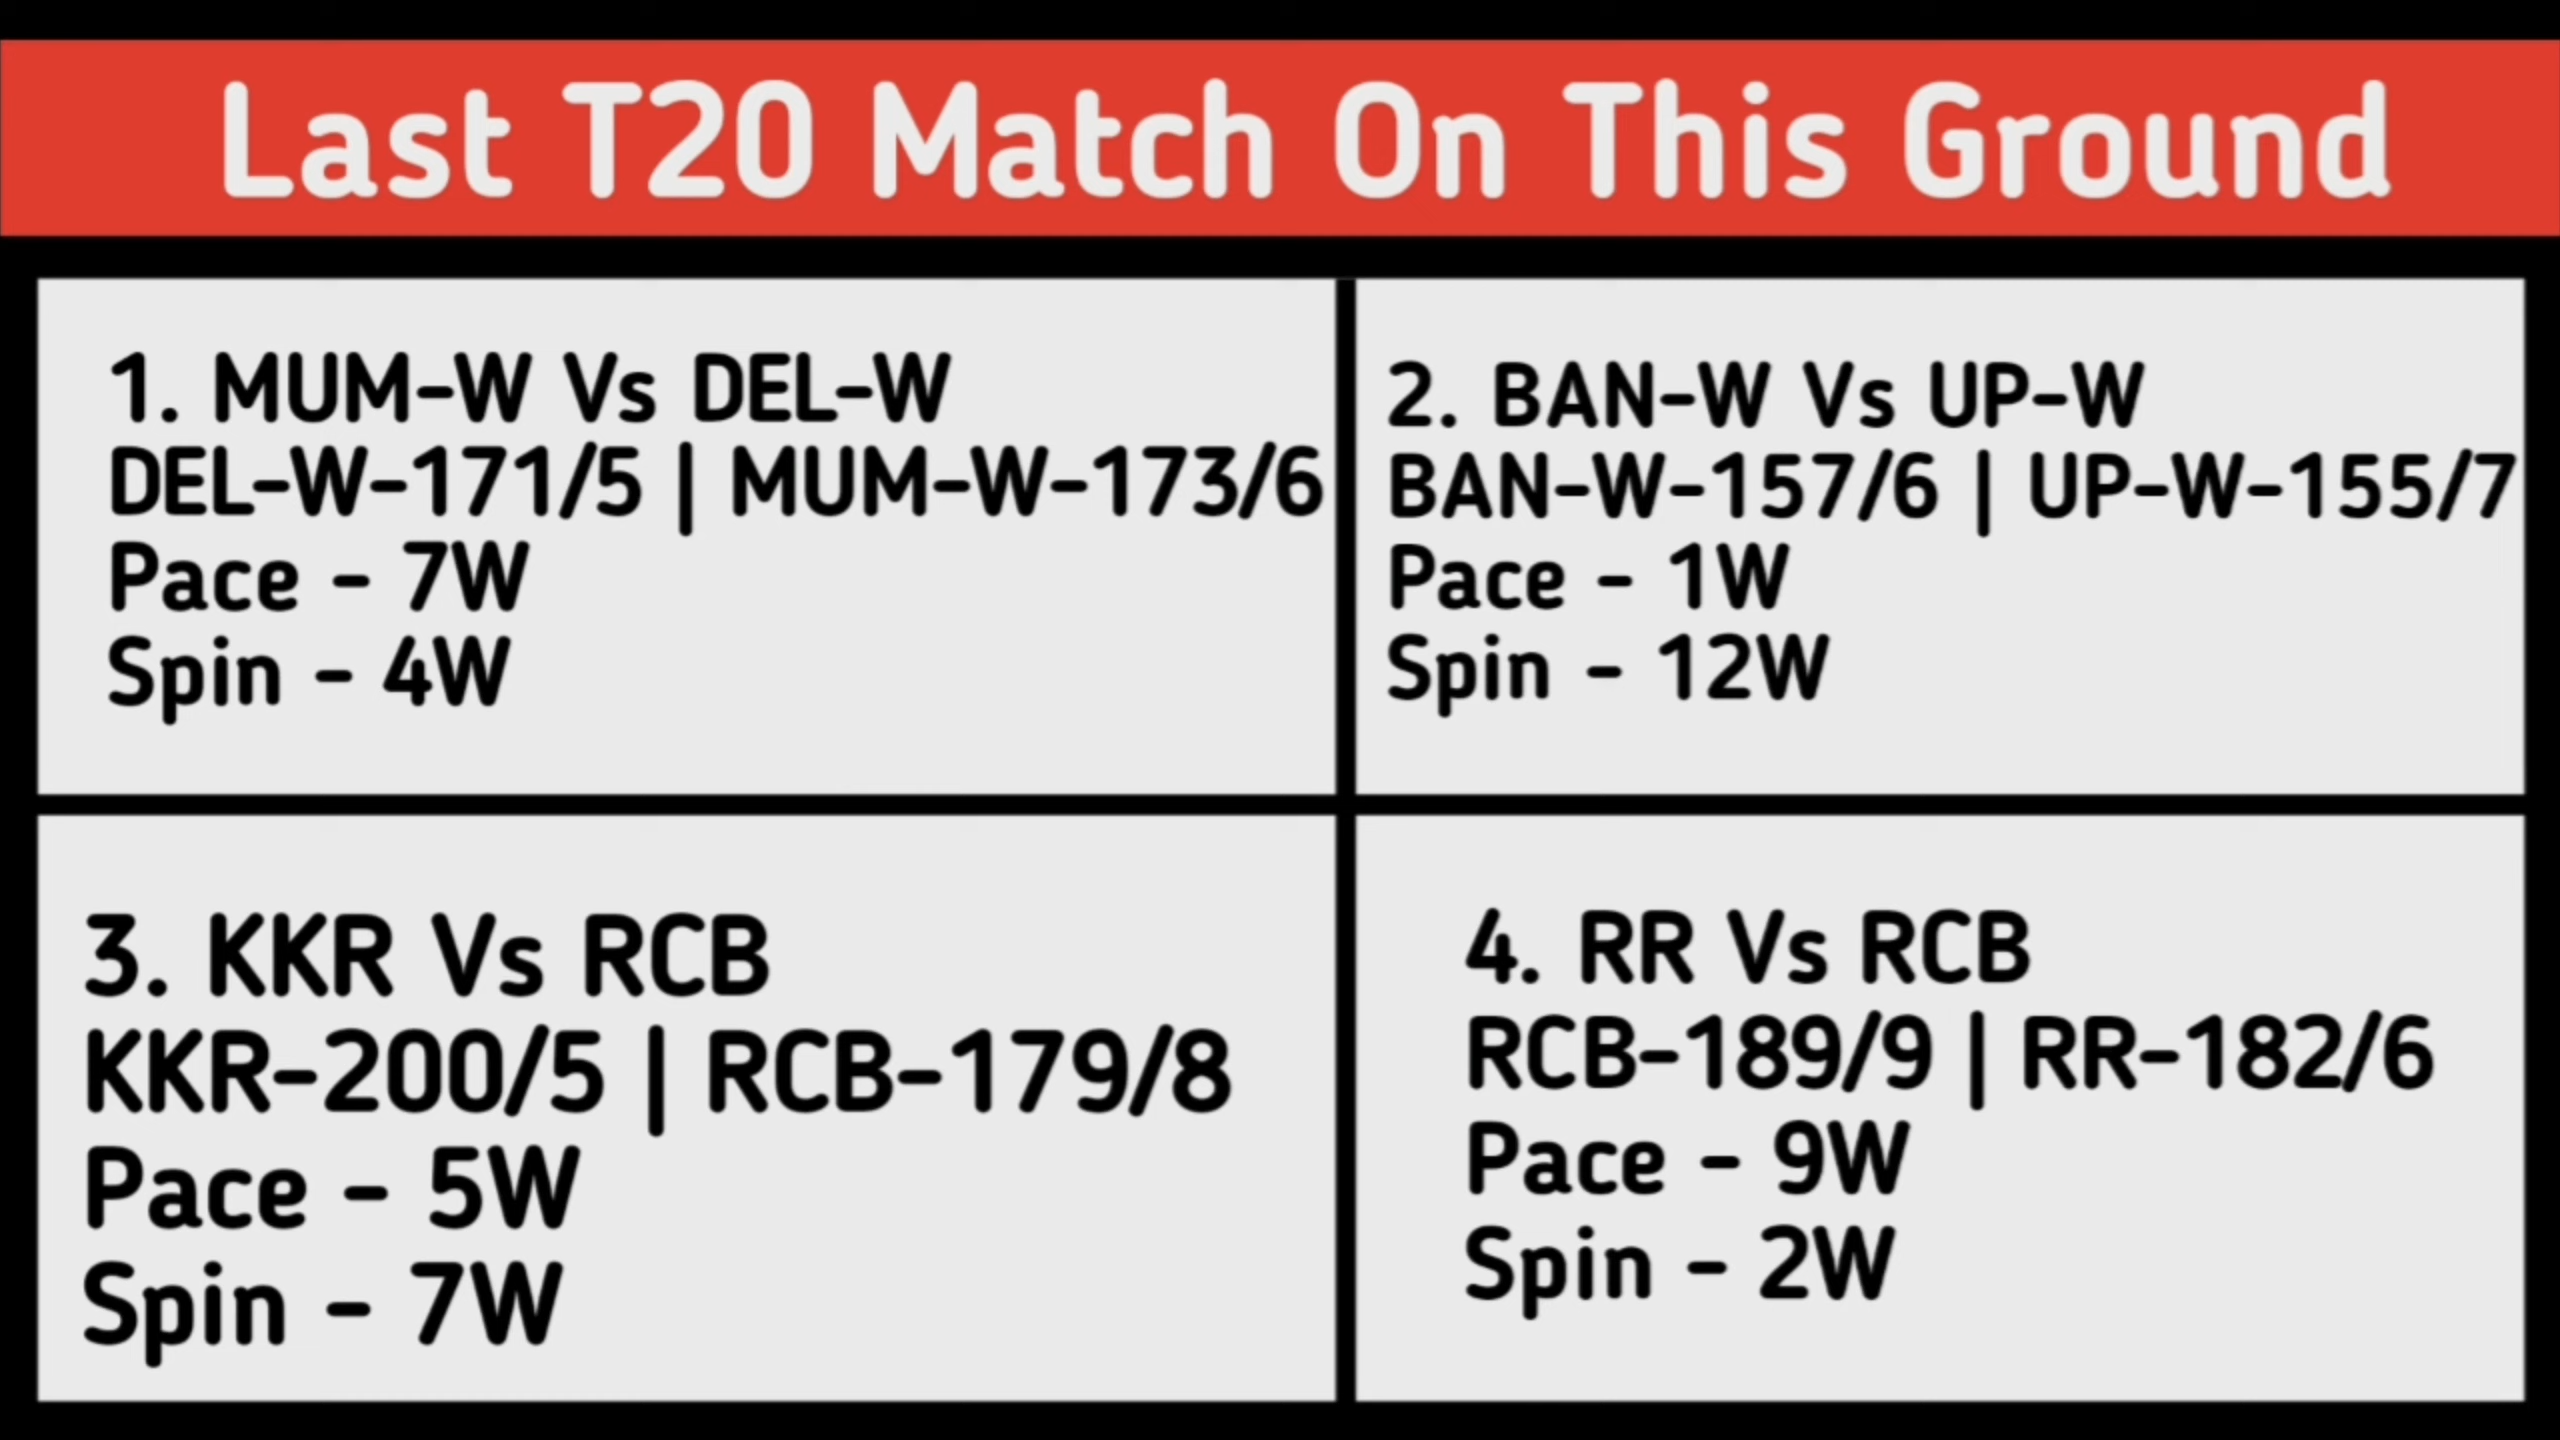 Last T20 Match On This Ground
1. MUM-W Vs DEL-W
DEL-W-171/5 | MUM-W-173/6
Pace - 7W
Spin - 4W
2. BAN-W Vs UP-W
BAN-W-157/6 | UP-W-155/7
Pace - 1W
Spin - 12W
3. KKR Vs RCB
KKR-200/5 | RCB-179/8
Pace - 5W
Spin - 7W
4. RR Vs RCB
RCB-189/9 | RR-182/6
Pace - 9W
Spin - 2W